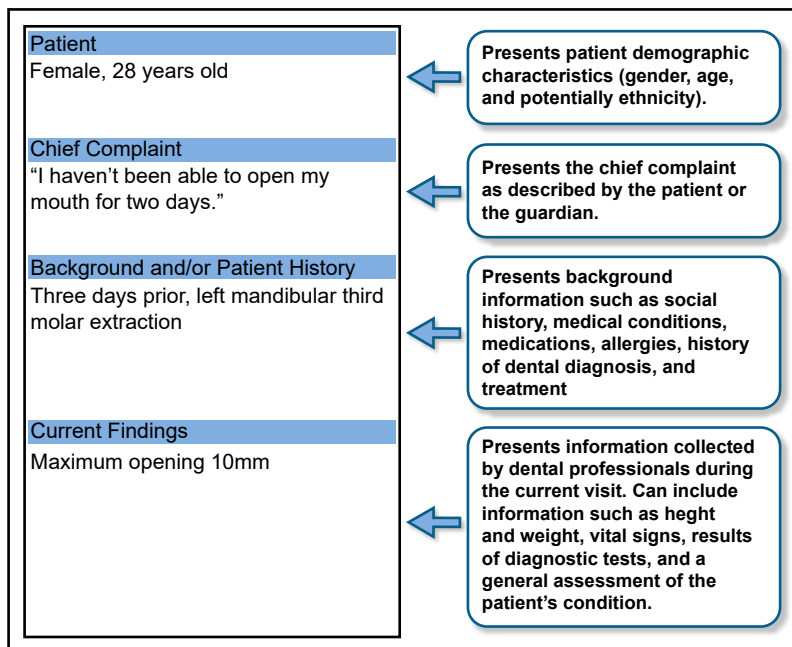 Patient
Female, 28 years old
Presents patient demographic
characteristics (gender, age,
and potentially ethnicity).
Chief Complaint
“I haven’t been able to open my
mouth for two days.”
Presents the chief complaint
as described by the patient or
the guardian.
Background and/or Patient History
Three days prior, left mandibular third
molar extraction
Presents background
information such as social
history, medical conditions,
medications, allergies, history
of dental diagnosis, and
treatment
Current Findings
Maximum opening 10mm
Presents information collected
by dental professionals during
the current visit. Can include
information such as heght
and weight, vital signs, results
of diagnostic tests, and a
general assessment of the
patient’s condition.